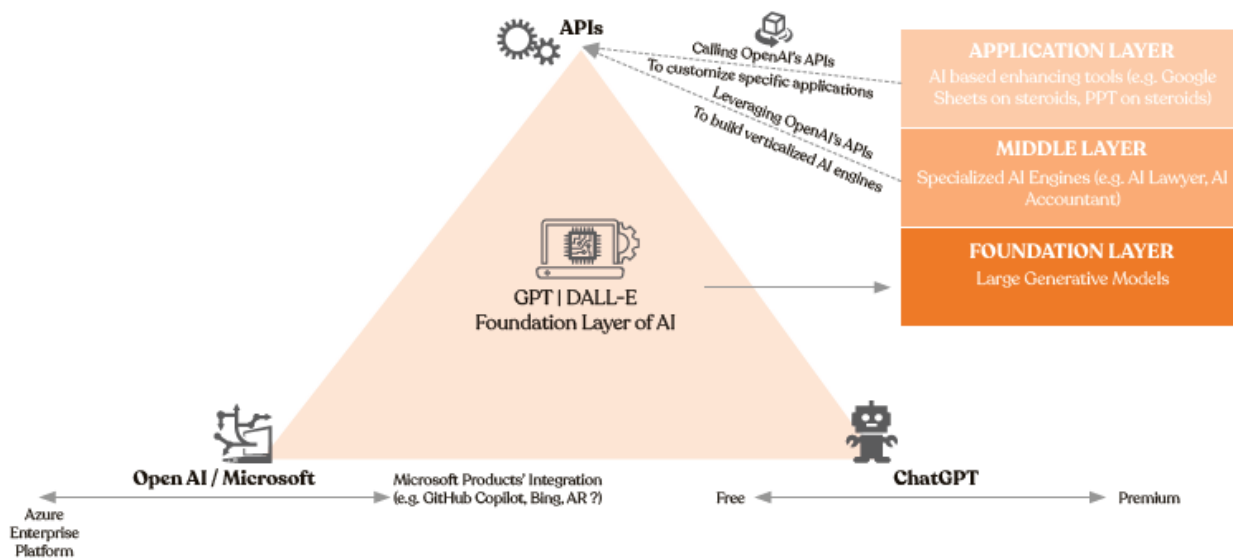 APIs
Calling OpenAI's APIs
To customize specific applications
Leveraging OpenAI's APIs
To build verticalized AI engines
APPLICATION LAYER
AI based enhancing tools (e.g. Google
Sheets on steroids, PPT on steroids)
MIDDLE LAYER
Specialized AI Engines (e.g. AI Lawyer, AI
Accountant)
FOUNDATION LAYER
Large Generative Models
GPT | DALL-E
Foundation Layer of AI
Open AI / Microsoft
Azure
Enterprise
Platform
Microsoft Products' Integration
(e.g. GitHub Copilot, Bing, AR ?)
ChatGPT
Free
Premium